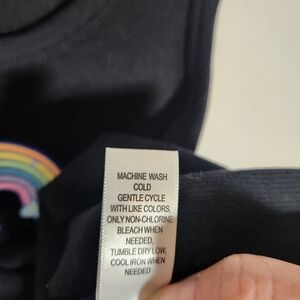 MACHINE WASH
COLD
GENTLE CYCLE
WITH LIKE COLORS,
ONLY NON-CHLORINE
BLEACH WHEN
NEEDED,
TUMBLE DRY LOW,
COOL IRON WHEN
NEEDED